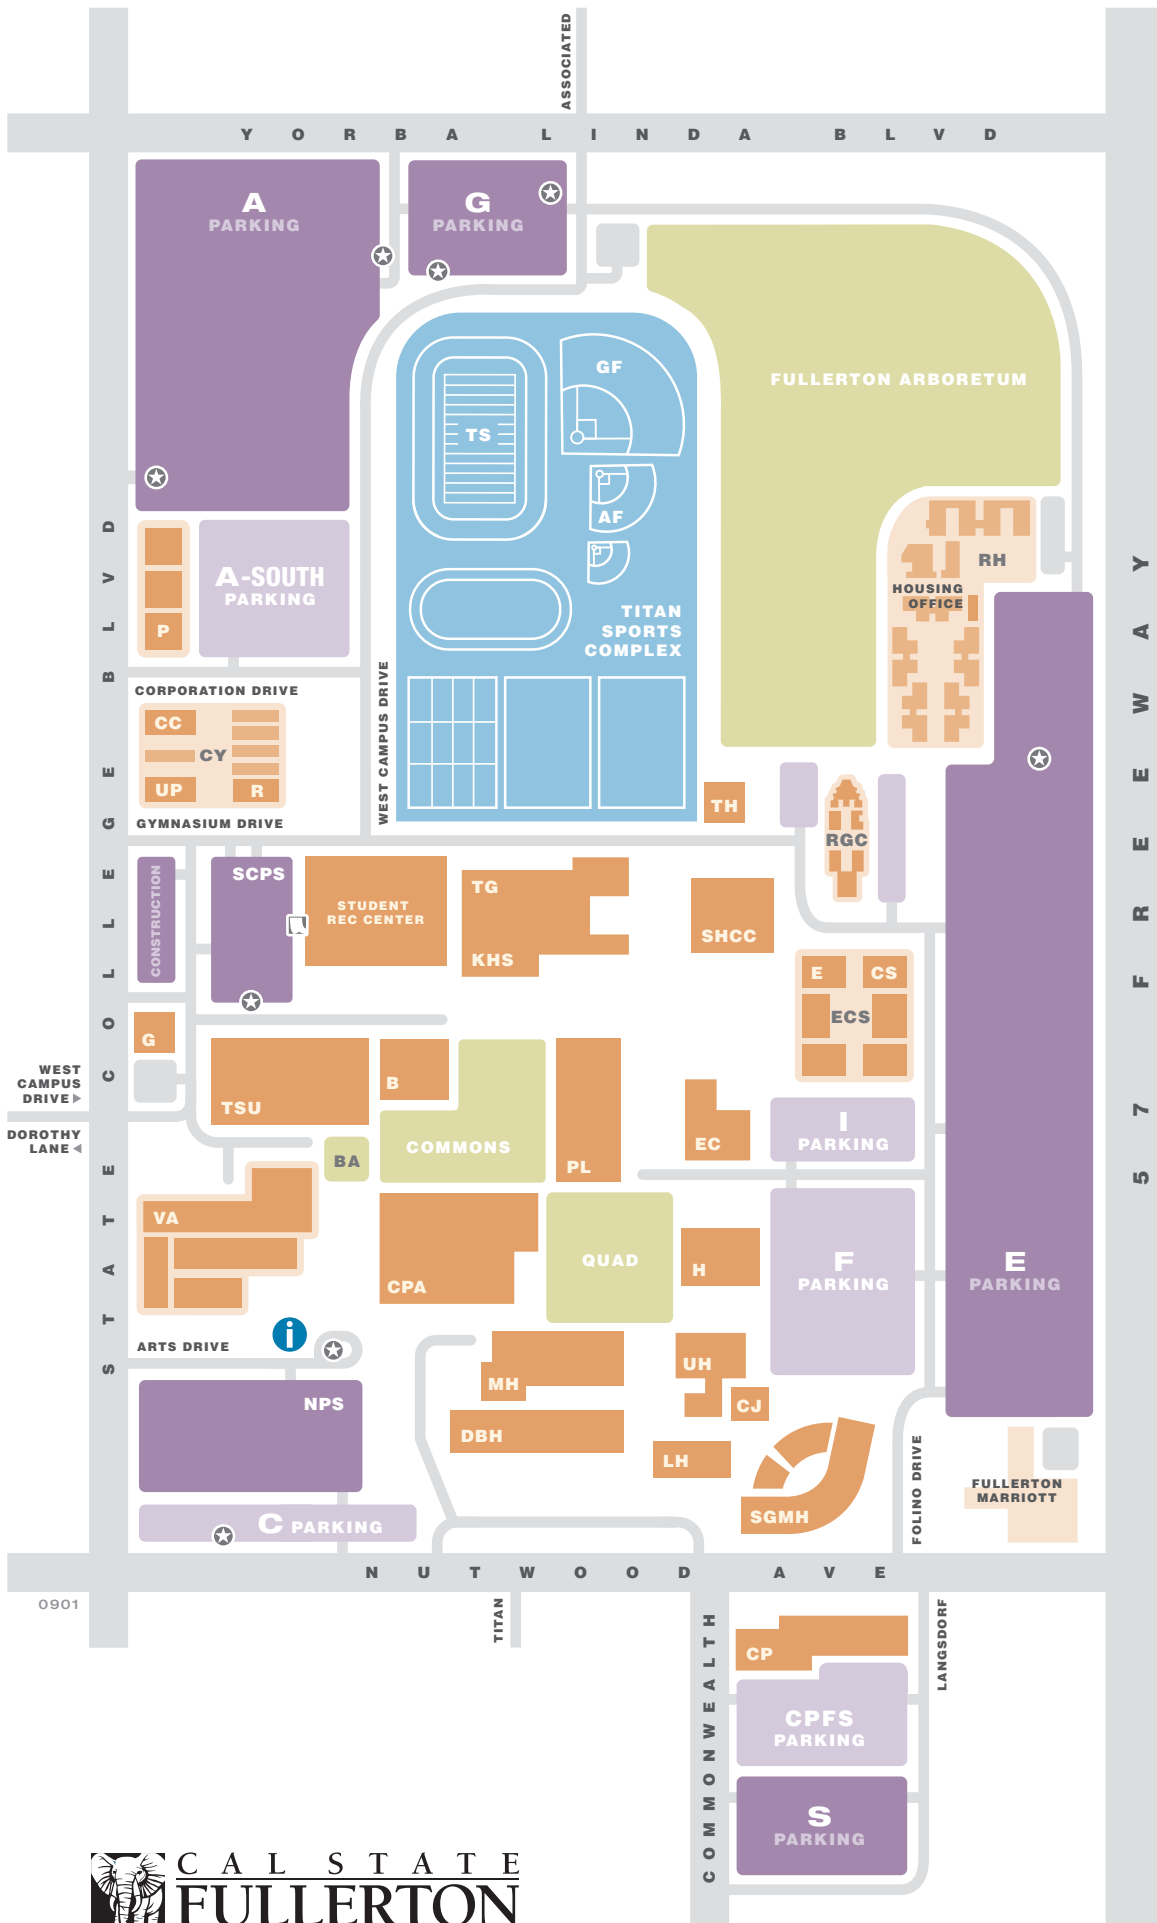 ASSOCIATED
YORBA LINDA BLVD
A
PARKING
G
PARKING
GF
FULLERTON ARBORETUM
TS
AF
RH
HOUSING
OFFICE
A-SOUTH
PARKING
P
TITAN
SPORTS
COMPLEX
CORPORATION DRIVE
WEST CAMPUS DRIVE
CC
CY
UP
R
GYMNASIUM DRIVE
TH
RGC
STATE COLLEGE BLVD
57 FREEWAY
CONSTRUCTION
SCPS
STUDENT
REC CENTER
TG
KHS
SHCC
E
CS
ECS
G
WEST
CAMPUS
DRIVE
DOROTHY
LANE
TSU
B
COMMONS
BA
PL
EC
I
PARKING
VA
CPA
QUAD
H
F
PARKING
E
PARKING
i
ARTS DRIVE
NPS
MH
UH
CJ
DBH
LH
SGMH
FOLINO DRIVE
FULLERTON
MARRIOTT
C PARKING
NUTWOOD AVE
0901
TITAN
COMMONWEALTH
LANGSDORF
CP
CPFS
PARKING
S
PARKING
CAL STATE
FULLERTON